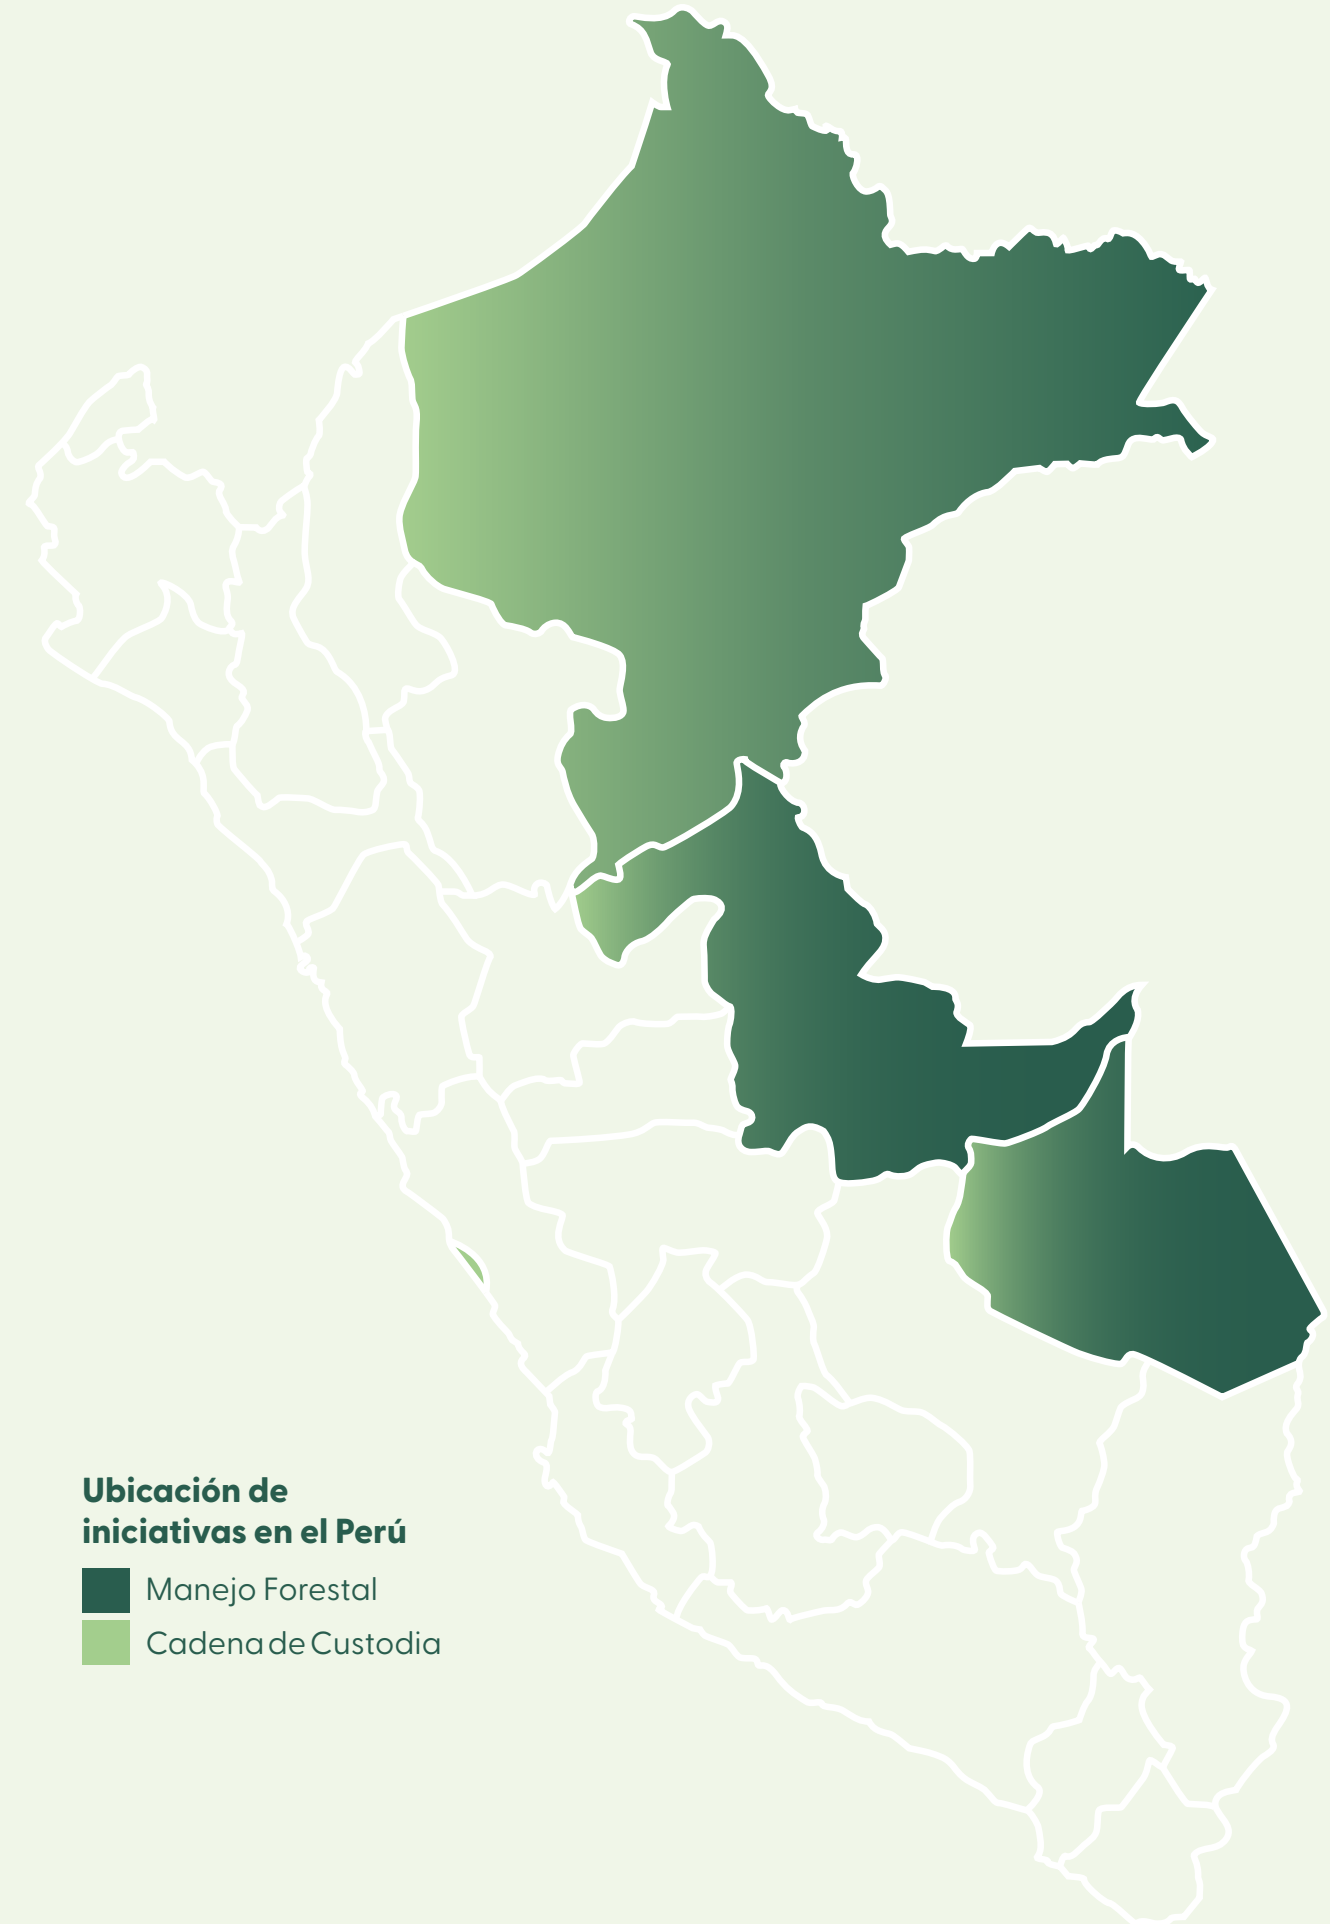 Ubicación de
iniciativas en el Perú
Manejo Forestal
Cadena de Custodia